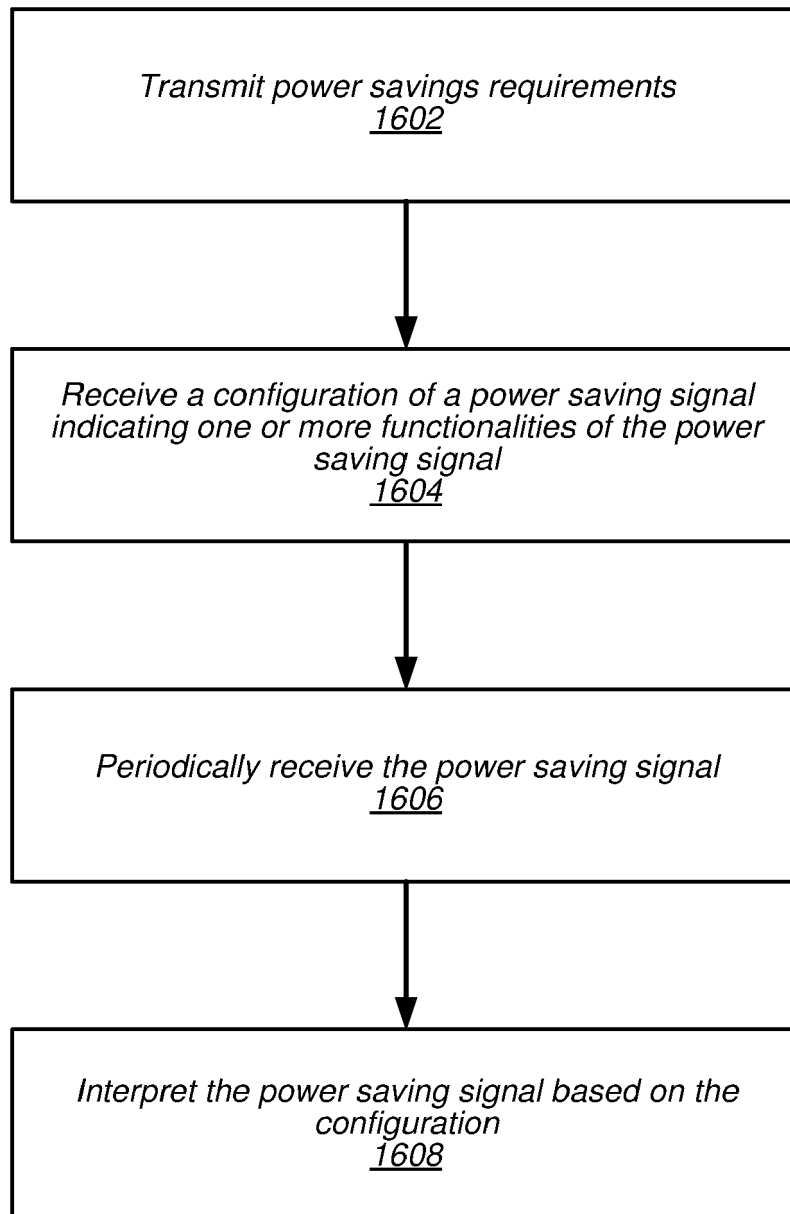 Transmit power savings requirements
1602
Receive a configuration of a power saving signal
indicating one or more functionalities of the power
saving signal
1604
Periodically receive the power saving signal
1606
Interpret the power saving signal based on the
configuration
1608